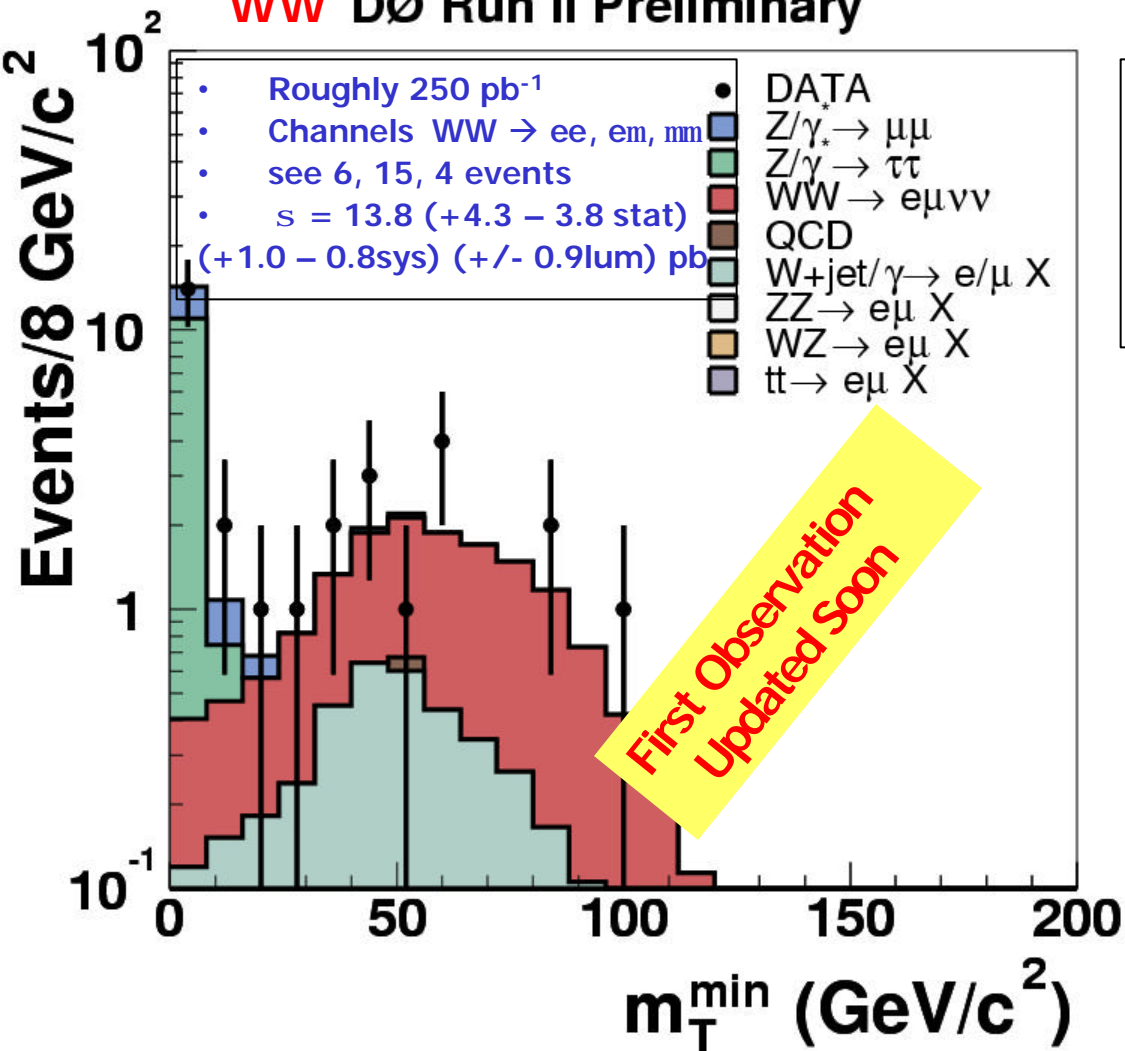 WW DØ Run II Preliminary
Events/8 GeV/c²
10²
10
1
10⁻¹
• Roughly 250 pb⁻¹
• Channels WW → ee, em, mm
• see 6, 15, 4 events
• s = 13.8 (+4.3 – 3.8 stat)
(+1.0 – 0.8sys) (+/- 0.9lum) pb
DATA
Z/γ* → μμ
Z/γ* → ττ
WW → eμνν
QCD
W+jet/γ → e/μ X
ZZ → eμ X
WZ → eμ X
tt → eμ X
First Observation
Updated Soon
0 50 100 150 200
m_T^min (GeV/c²)